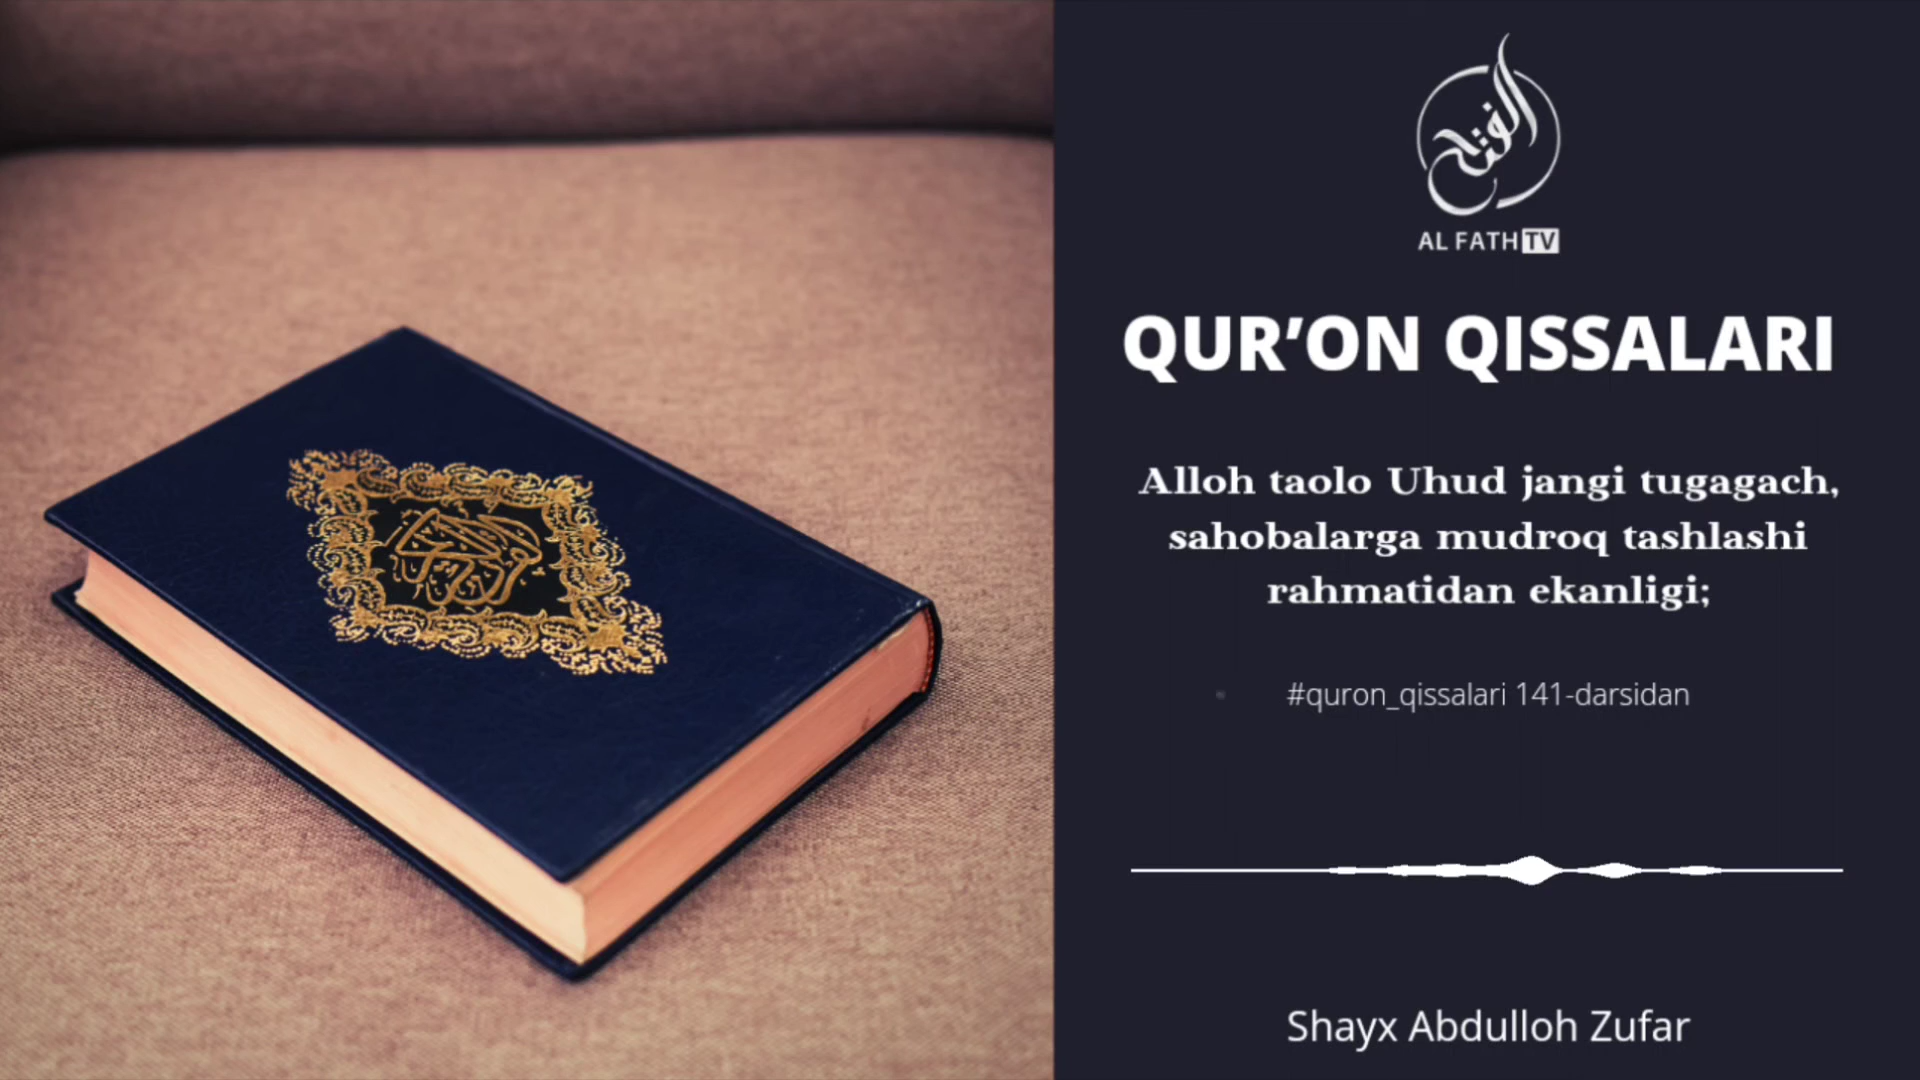 الفتح
AL FATH TV
QUR’ON QISSALARI
Alloh taolo Uhud jangi tugagach,
sahobalarga mudroq tashlashi
rahmatidan ekanligi;
#quron_qissalari 141-darsidan
Shayx Abdulloh Zufar